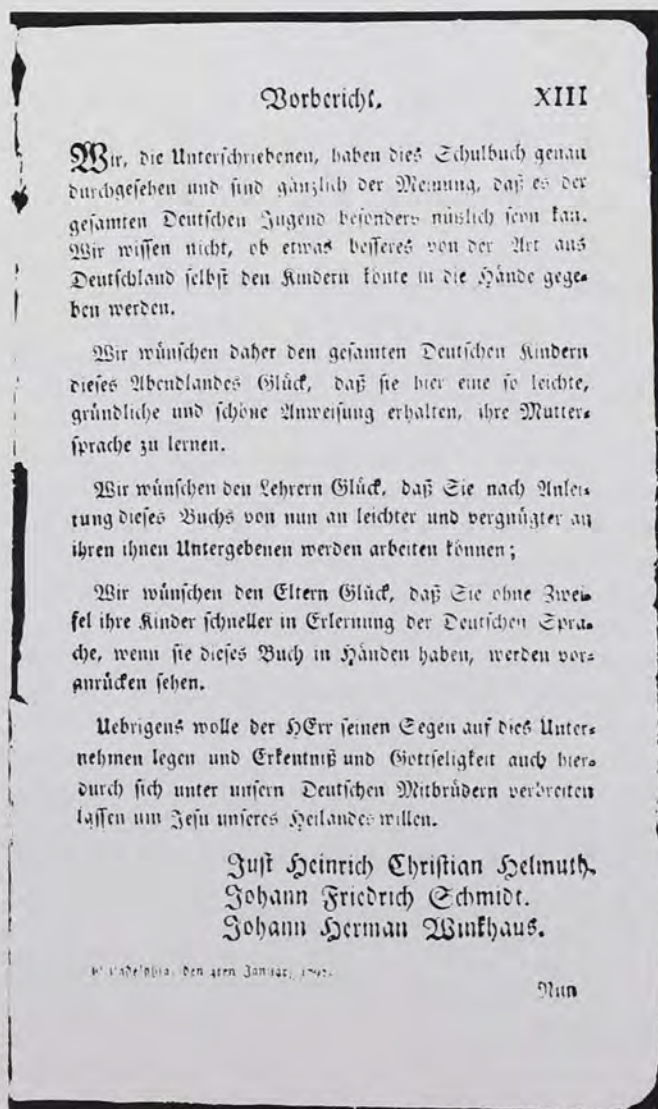 Vorbericht. XIII
Wir, die Unterschriebenen, haben dies Schulbuch genau
durchgesehen und sind gänzlich der Meinung, daß es der
gesamten Deutschen Jugend besonders nüslich seyn kan.
Wir wissen nicht, ob etwas besseres von der Art aus
Deutschland selbst den Kindern könte in die Hände gege-
ben werden.
Wir wünschen daher den gesamten Deutschen Kindern
dieses Abendlandes Glück, daß sie hier eine so leichte,
gründliche und schöne Anweisung erhalten, ihre Mutter-
sprache zu lernen.
Wir wünschen den Lehrern Glück, daß Sie nach Anlei-
tung dieses Buchs von nun an leichter und vergnügter an
ihren ihnen Untergebenen werden arbeiten können;
Wir wünschen den Eltern Glück, daß Sie ohne Zwei-
fel ihre Kinder schneller in Erlernung der Deutschen Spra-
che, wenn sie dieses Buch in Händen haben, werden vor-
anrücken sehen.
Uebrigens wolle der HErr seinen Segen auf dies Unter-
nehmen legen und Erkentniß und Gottseligkeit auch hier-
durch sich unter unsern Deutschen Mitbrüdern verbreiten
lassen um Jesu unseres Heilandes willen.
Just Heinrich Christian Helmuth.
Johann Friedrich Schmidt.
Johann Herman Winkhaus.
Philadelphia, den 4ten Januar,
Nun